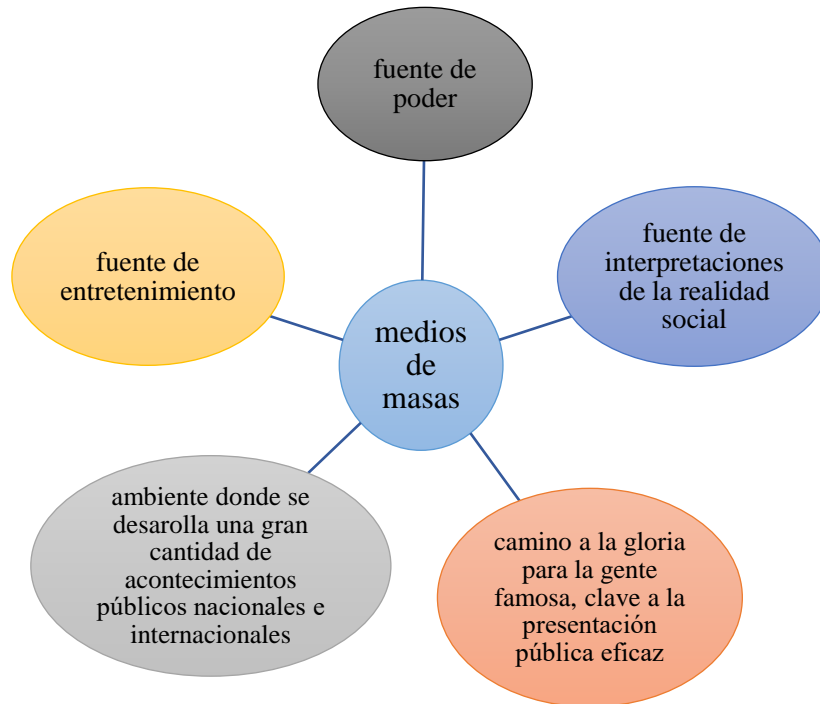 fuente de
poder
fuente de
entretenimiento
fuente de
interpretaciones
de la realidad
social
medios
de
masas
ambiente donde se
desarolla una gran
cantidad de
acontecimientos
públicos nacionales e
internacionales
camino a la gloria
para la gente
famosa, clave a la
presentación
pública eficaz